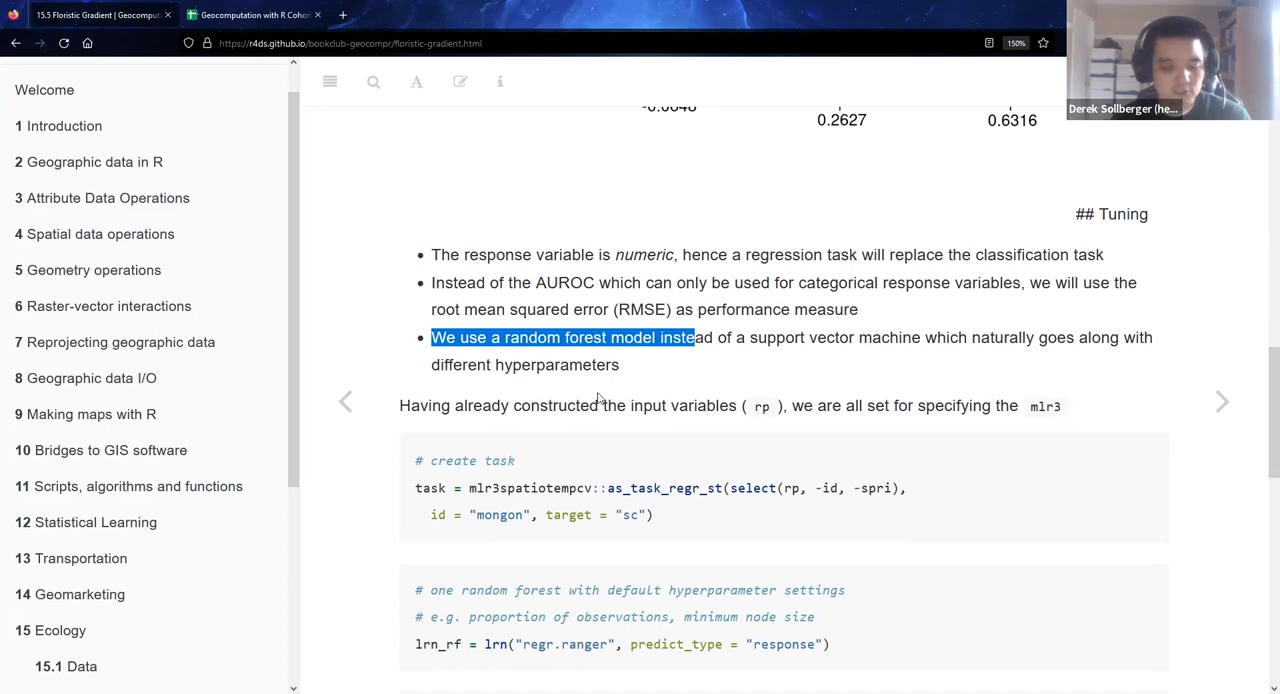 15.5 Floristic Gradient | Geocomputa
Geocomputation with R Cohor
https://r4ds.github.io/bookclub-geocompr/floristic-gradient.html
150%
Derek Sollberger (he...
Welcome
1 Introduction
2 Geographic data in R
3 Attribute Data Operations
4 Spatial data operations
5 Geometry operations
6 Raster-vector interactions
7 Reprojecting geographic data
8 Geographic data I/O
9 Making maps with R
10 Bridges to GIS software
11 Scripts, algorithms and functions
12 Statistical Learning
13 Transportation
14 Geomarketing
15 Ecology
15.1 Data
-0.0648
0.2627
0.6316
## Tuning
• The response variable is numeric, hence a regression task will replace the classification task
• Instead of the AUROC which can only be used for categorical response variables, we will use the
root mean squared error (RMSE) as performance measure
• We use a random forest model instead of a support vector machine which naturally goes along with
different hyperparameters
Having already constructed the input variables ( rp ), we are all set for specifying the mlr3
# create task
task = mlr3spatiotempcv::as_task_regr_st(select(rp, -id, -spri),
id = "mongon", target = "sc")
# one random forest with default hyperparameter settings
# e.g. proportion of observations, minimum node size
lrn_rf = lrn("regr.ranger", predict_type = "response")